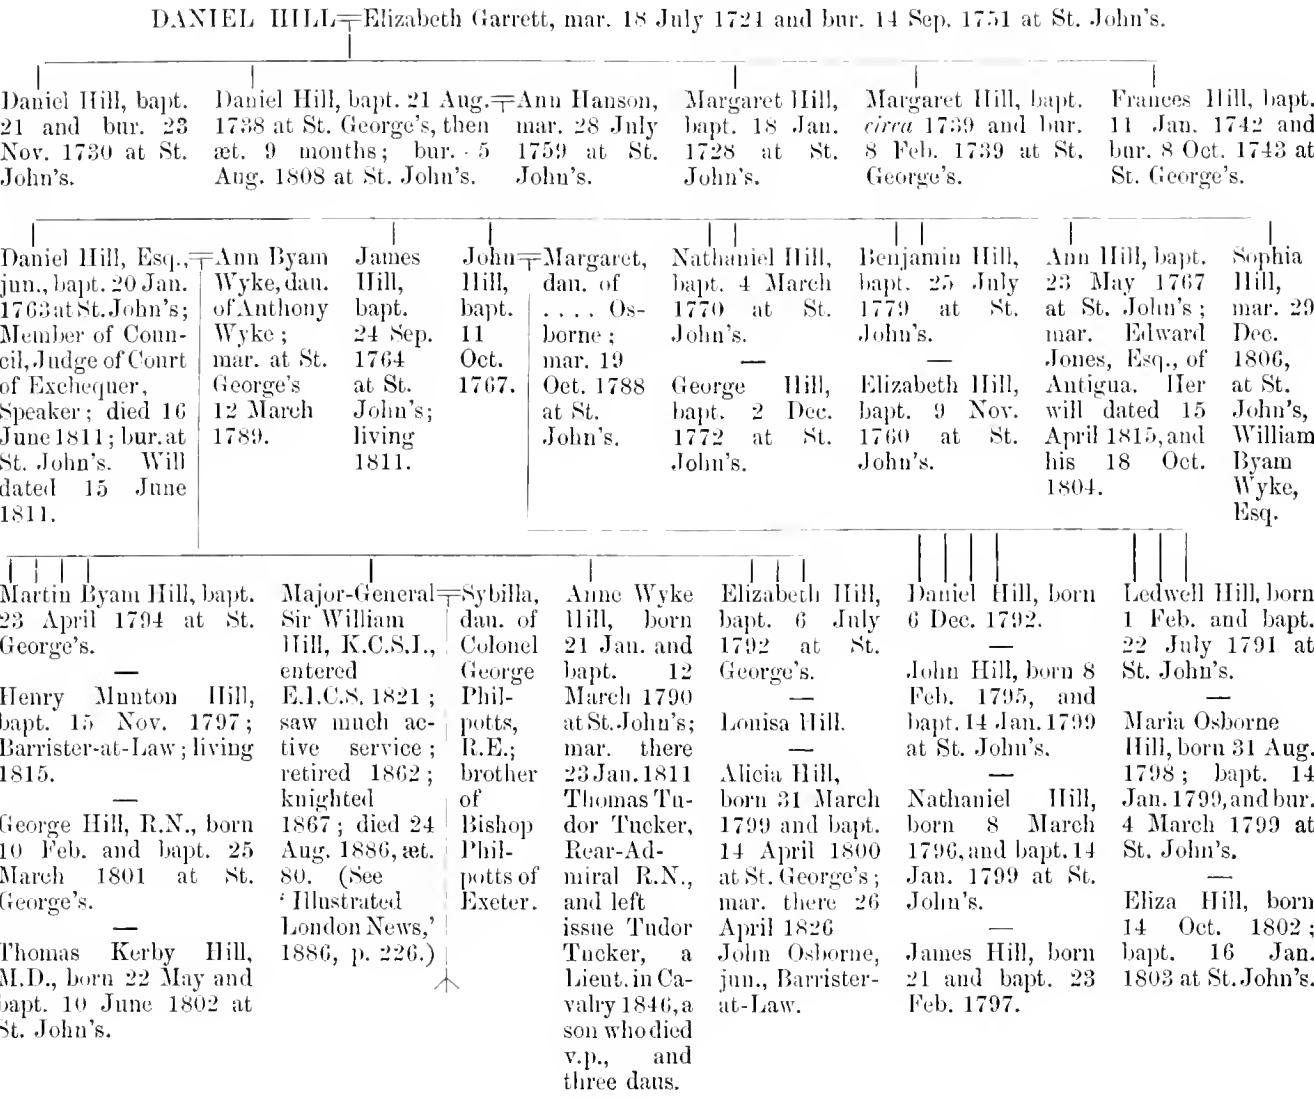 DANIEL HILL=Elizabeth Garrett, mar. 18 July 1721 and bur. 14 Sep. 1751 at St. John's.
Daniel Hill, bapt.
21 and bur. 23
Nov. 1730 at St.
John's.
Daniel Hill, bapt. 21 Aug.=
1738 at St. George's, then
æt. 9 months; bur. 5
Aug. 1808 at St. John's.
Ann Hanson,
mar. 28 July
1759 at St.
John's.
Margaret Hill,
bapt. 18 Jan.
1728 at St.
John's.
Margaret Hill, bapt.
circa 1739 and bur.
8 Feb. 1739 at St.
George's.
Frances Hill, bapt.
11 Jan. 1742 and
bur. 8 Oct. 1743 at
St. George's.
Daniel Hill, Esq.,=
jun., bapt. 20 Jan.
1763 at St. John's;
Member of Coun-
cil, Judge of Court
of Exchequer,
Speaker; died 16
June 1811; bur. at
St. John's. Will
dated 15 June
1811.
Ann Byam
Wyke, dau.
of Anthony
Wyke;
mar. at St.
George's
12 March
1789.
James
Hill,
bapt.
24 Sep.
1764
at St.
John's;
living
1811.
John=
Hill,
bapt.
11
Oct.
1767.
Margaret,
dau. of
.... Os-
borne;
mar. 19
Oct. 1788
at St.
John's.
Nathaniel Hill,
bapt. 4 March
1770 at St.
John's.
—
George Hill,
bapt. 2 Dec.
1772 at St.
John's.
Benjamin Hill,
bapt. 25 July
1779 at St.
John's.
—
Elizabeth Hill,
bapt. 9 Nov.
1760 at St.
John's.
Ann Hill, bapt.
23 May 1767
at St. John's;
mar. Edward
Jones, Esq., of
Antigua. Her
will dated 15
April 1815, and
his 18 Oct.
1804.
Sophia
Hill,
mar. 29
Dec.
1806,
at St.
John's,
William
Byam
Wyke,
Esq.
Martin Byam Hill, bapt.
23 April 1794 at St.
George's.
—
Henry Munton Hill,
bapt. 15 Nov. 1797;
Barrister-at-Law; living
1815.
—
George Hill, R.N., born
10 Feb. and bapt. 25
March 1801 at St.
George's.
—
Thomas Kerby Hill,
M.D., born 22 May and
bapt. 10 June 1802 at
St. John's.
Major-General=
Sir William
Hill, K.C.S.I.,
entered
E.I.C.S. 1821;
saw much ac-
tive service;
retired 1862;
knighted
1867; died 24
Aug. 1886, æt.
80. (See
'Illustrated
London News,'
1886, p. 226.)
Sybilla,
dau. of
Colonel
George
Phil-
potts,
R.E.;
brother
of
Bishop
Phil-
potts of
Exeter.
Anne Wyke
Hill, born
21 Jan. and
bapt. 12
March 1790
at St. John's;
mar. there
23 Jan. 1811
Thomas Tu-
dor Tucker,
Rear-Ad-
miral R.N.,
and left
issue Tudor
Tucker, a
Lieut. in Ca-
valry 1846, a
son who died
v.p., and
three daus.
Elizabeth Hill,
bapt. 6 July
1792 at St.
George's.
—
Louisa Hill.
—
Alicia Hill,
born 31 March
1799 and bapt.
14 April 1800
at St. George's;
mar. there 26
April 1826
John Osborne,
jun., Barrister-
at-Law.
Daniel Hill, born
6 Dec. 1792.
—
John Hill, born 8
Feb. 1795, and
bapt. 14 Jan. 1799
at St. John's.
—
Nathaniel Hill,
born 8 March
1796, and bapt. 14
Jan. 1799 at St.
John's.
—
James Hill, born
21 and bapt. 23
Feb. 1797.
Ledwell Hill, born
1 Feb. and bapt.
22 July 1791 at
St. John's.
—
Maria Osborne
Hill, born 31 Aug.
1798; bapt. 14
Jan. 1799, and bur.
4 March 1799 at
St. John's.
—
Eliza Hill, born
14 Oct. 1802;
bapt. 16 Jan.
1803 at St. John's.